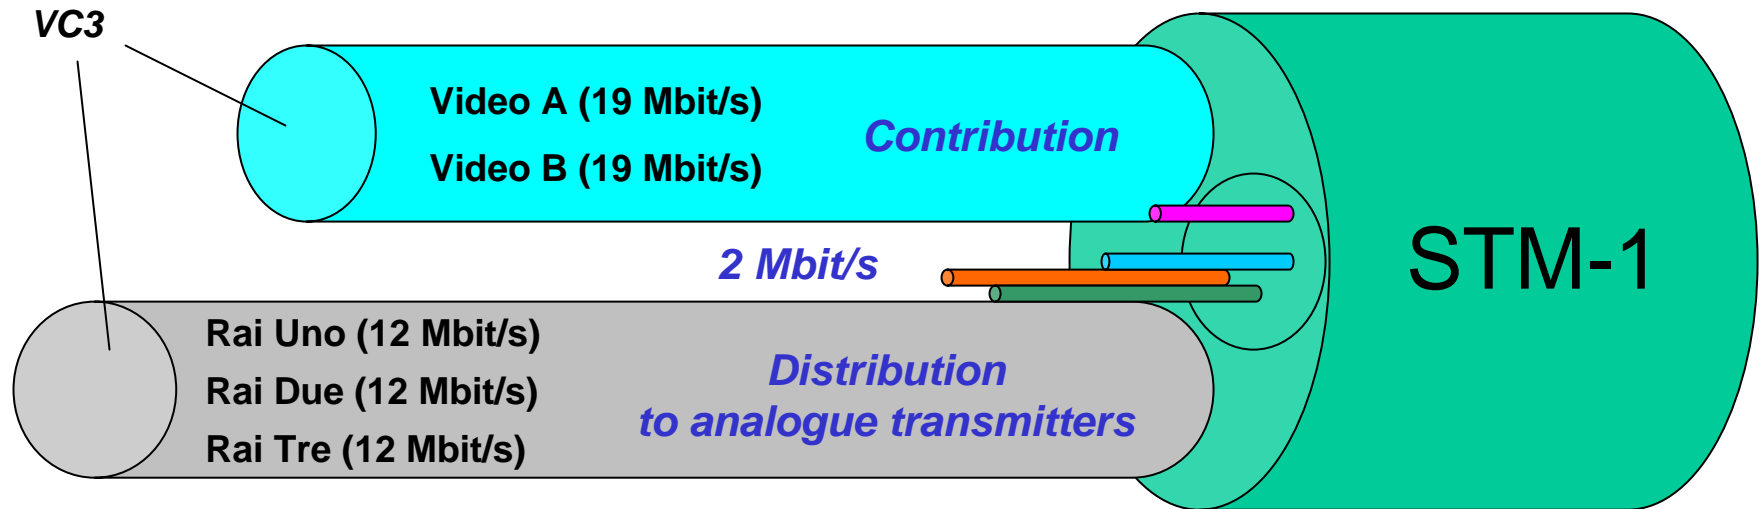 VC3
Video A (19 Mbit/s)
Video B (19 Mbit/s)
Contribution
2 Mbit/s
STM-1
Rai Uno (12 Mbit/s)
Rai Due (12 Mbit/s)
Rai Tre (12 Mbit/s)
Distribution
to analogue transmitters